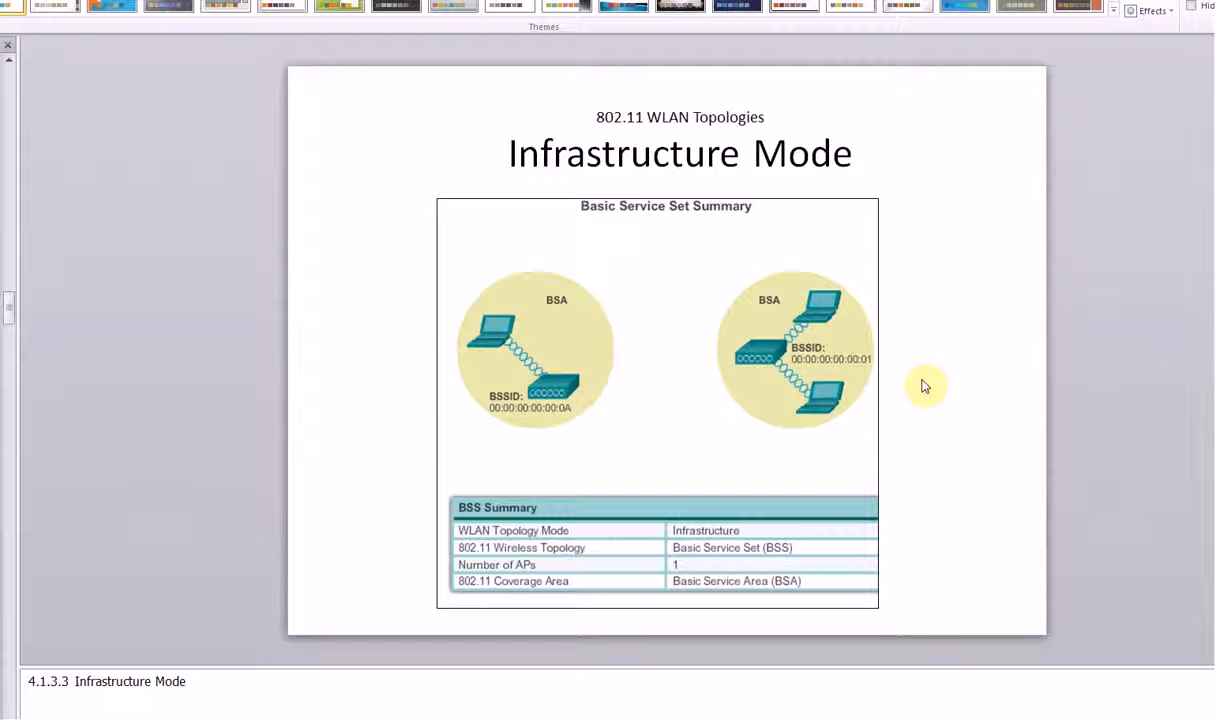 Effects
Hid
Themes
802.11 WLAN Topologies
Infrastructure Mode
Basic Service Set Summary
BSA
BSSID:
00:00:00:00:00:0A
BSA
BSSID:
00:00:00:00:00:01
BSS Summary
WLAN Topology Mode Infrastructure
802.11 Wireless Topology Basic Service Set (BSS)
Number of APs 1
802.11 Coverage Area Basic Service Area (BSA)
4.1.3.3 Infrastructure Mode